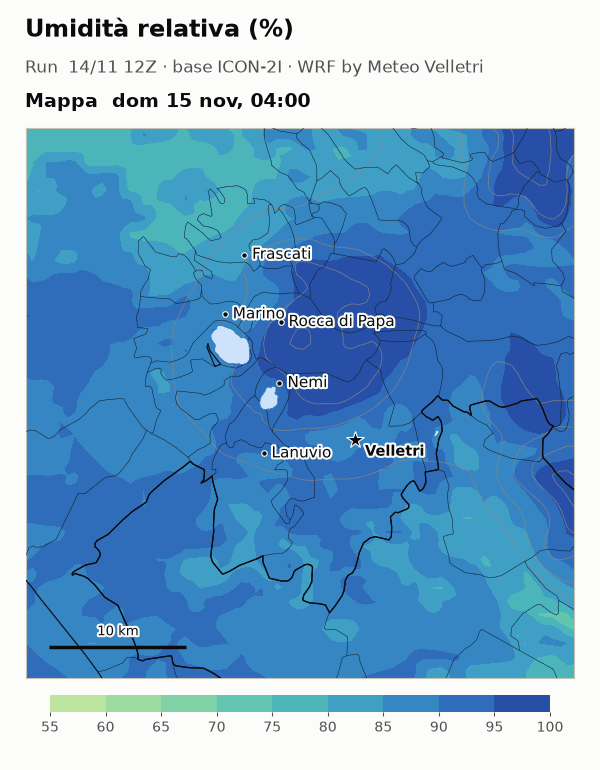 Umidità relativa (%)
Run  14/11 12Z · base ICON-2I · WRF by Meteo Velletri
Mappa  dom 15 nov, 04:00
Frascati
Marino
Rocca di Papa
Nemi
Velletri
Lanuvio
10 km
55 60 65 70 75 80 85 90 95 100